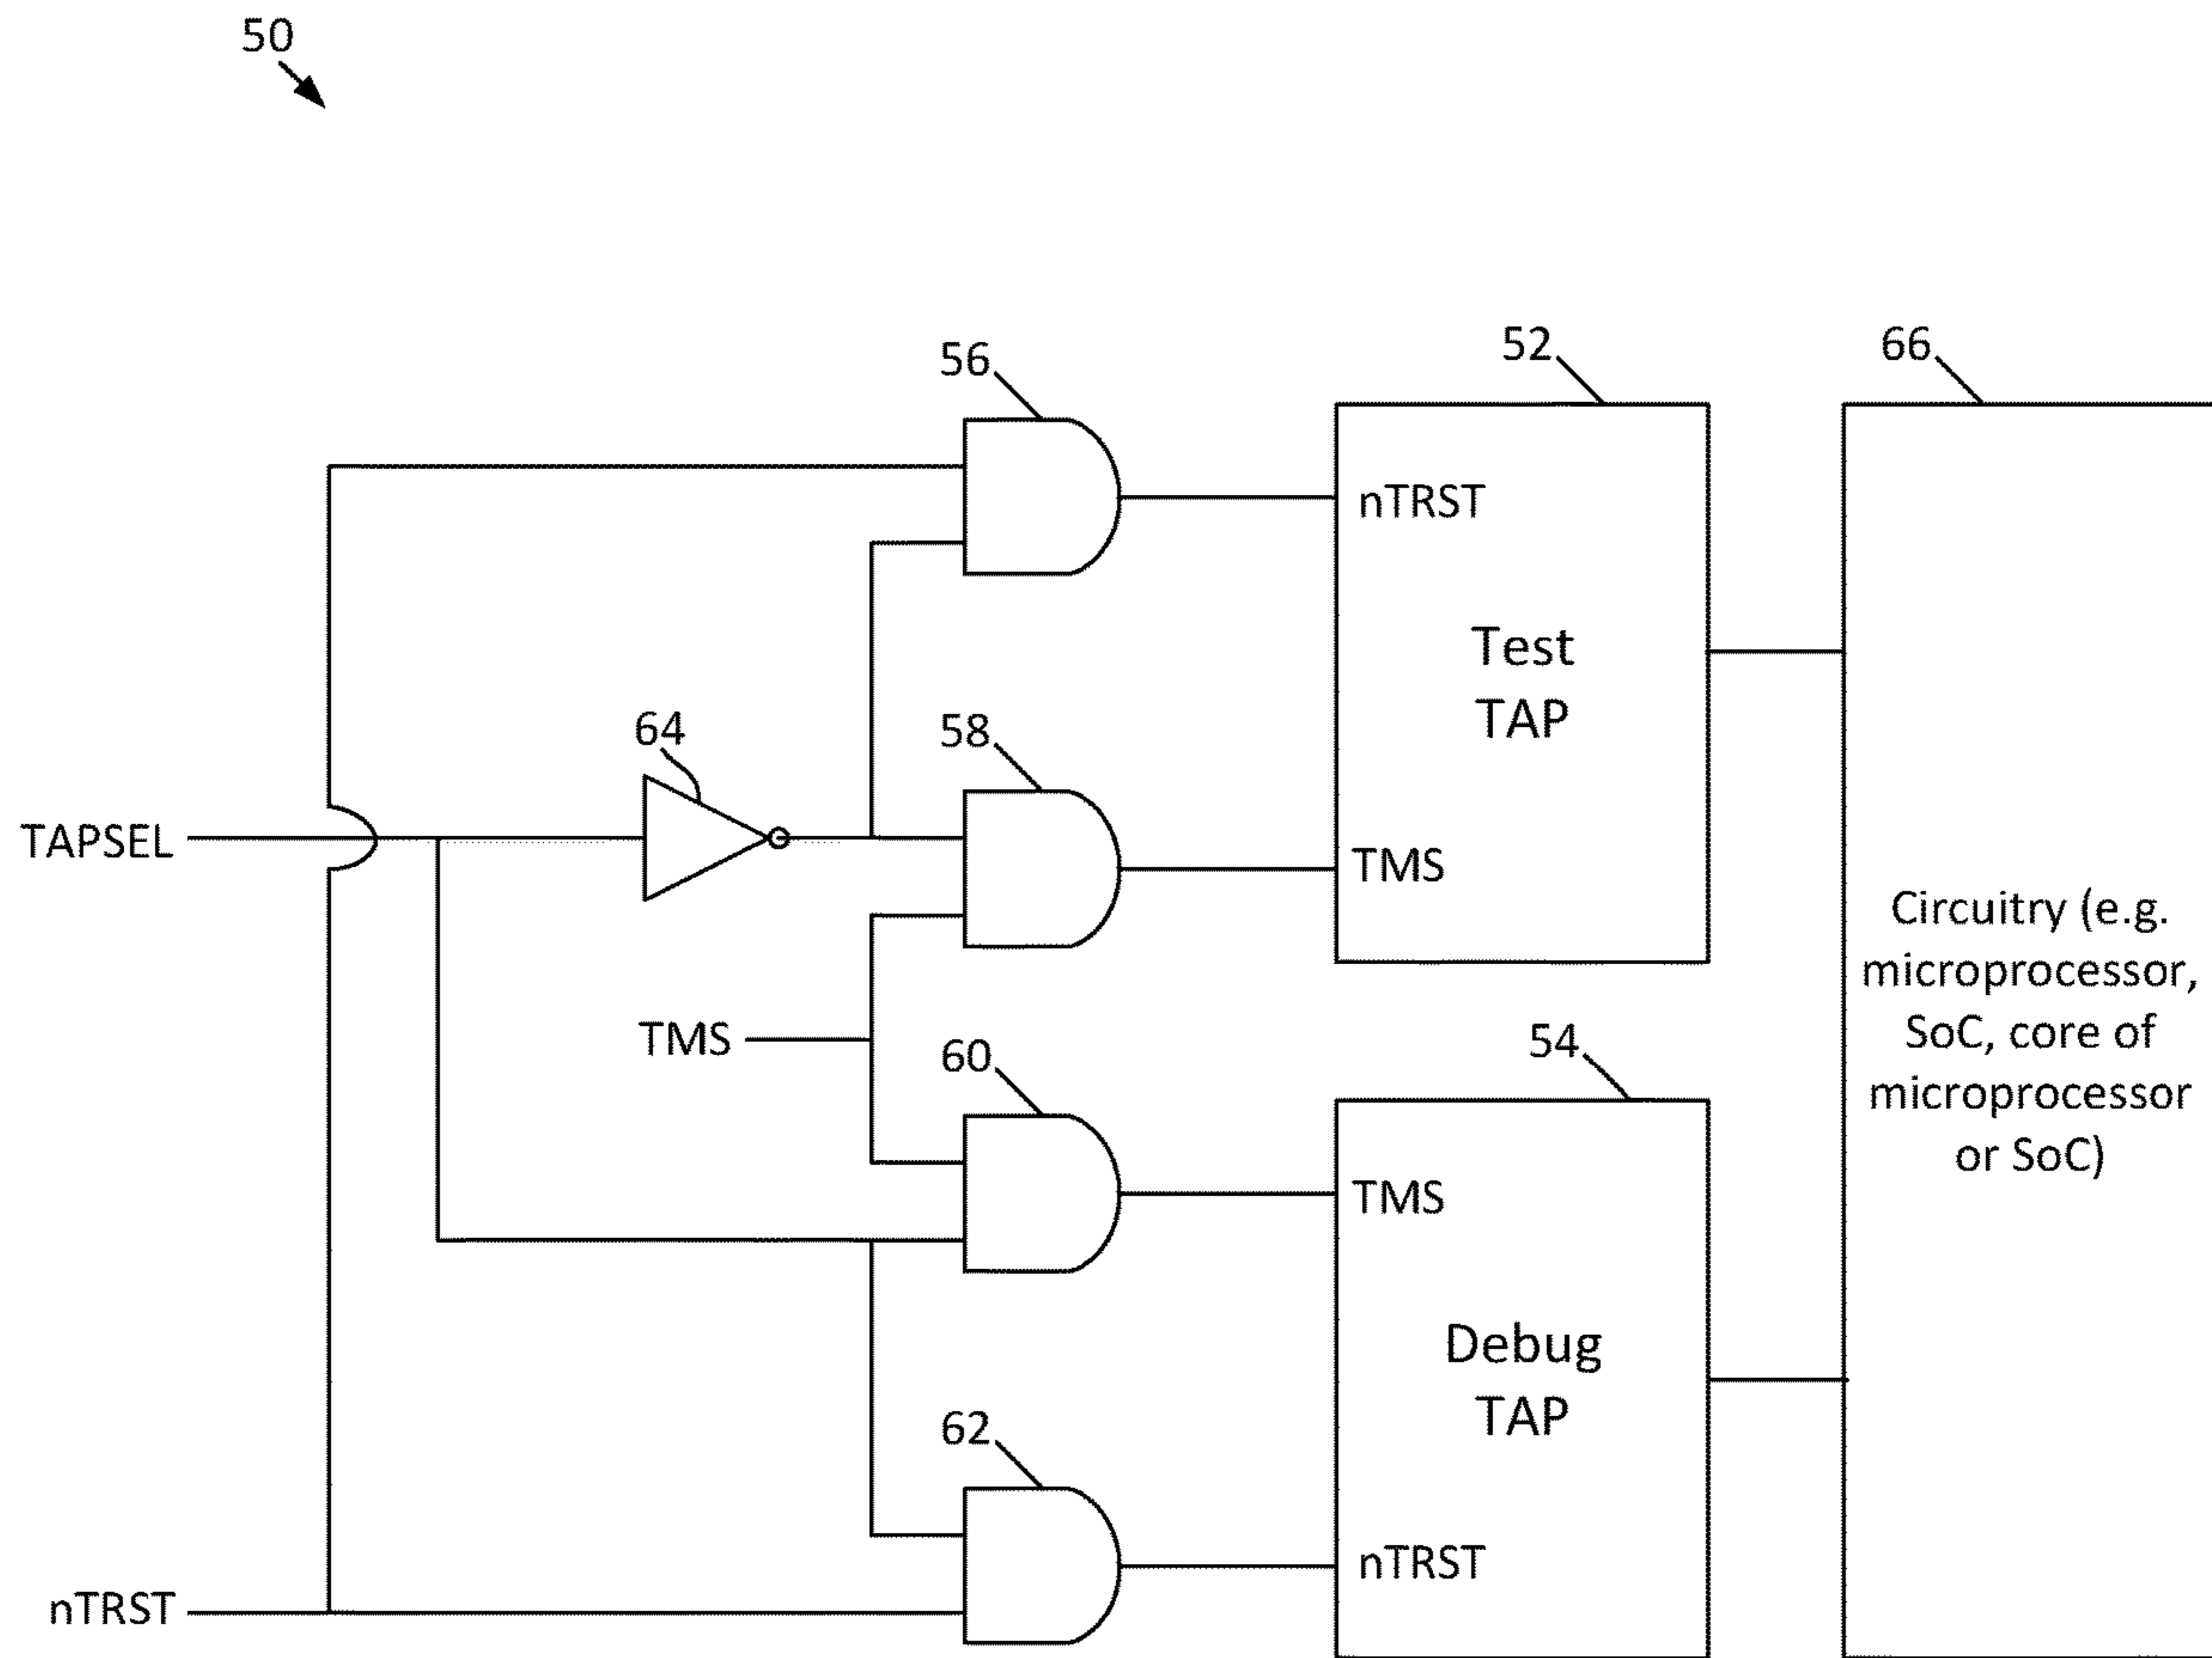 50
56
52
66
nTRST
Test
TAP
64
58
TAPSEL
TMS
Circuitry (e.g.
microprocessor,
SoC, core of
microprocessor
or SoC)
TMS
60
54
TMS
Debug
TAP
62
nTRST
nTRST